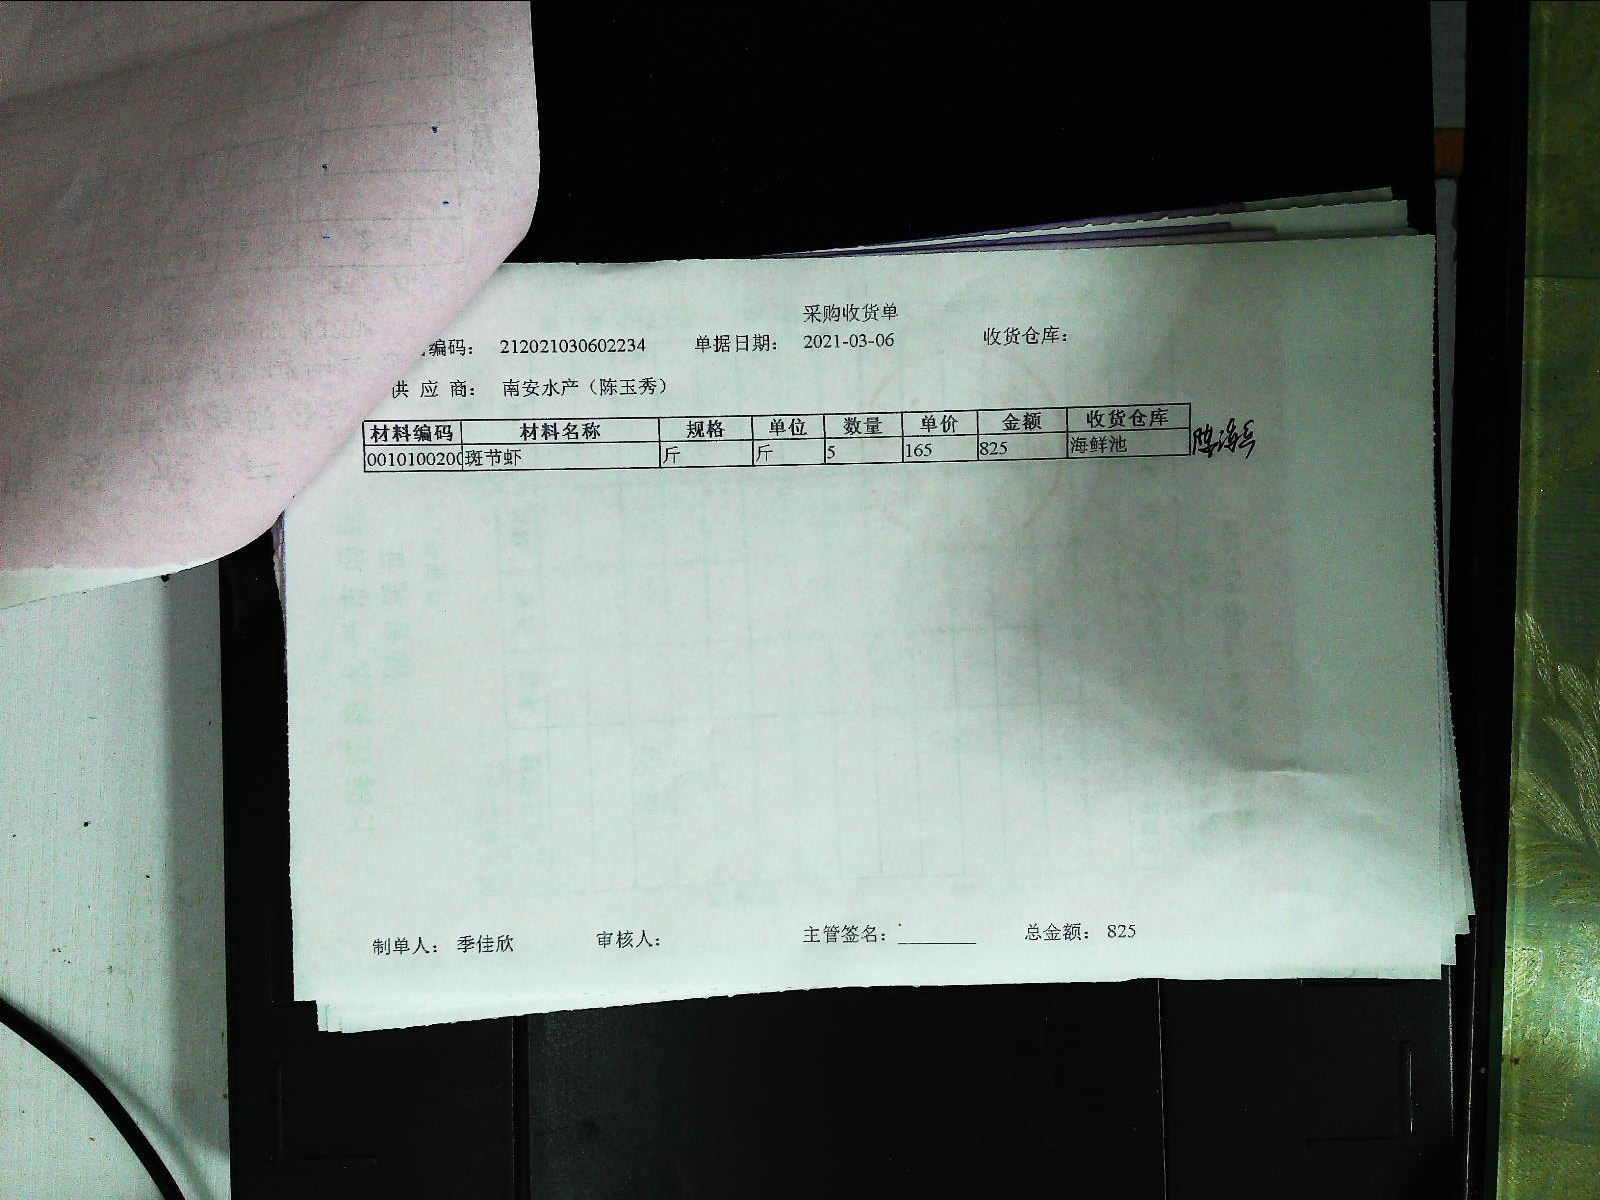 采购收货单
编码： 212021030602234 单据日期： 2021-03-06 收货仓库：
供 应 商： 南安水产（陈玉秀）
材料编码 材料名称 规格 单位 数量 单价 金额 收货仓库
0010100200 斑节虾 斤 斤 5 165 825 海鲜池
制单人： 季佳欣 审核人： 主管签名： 总金额： 825